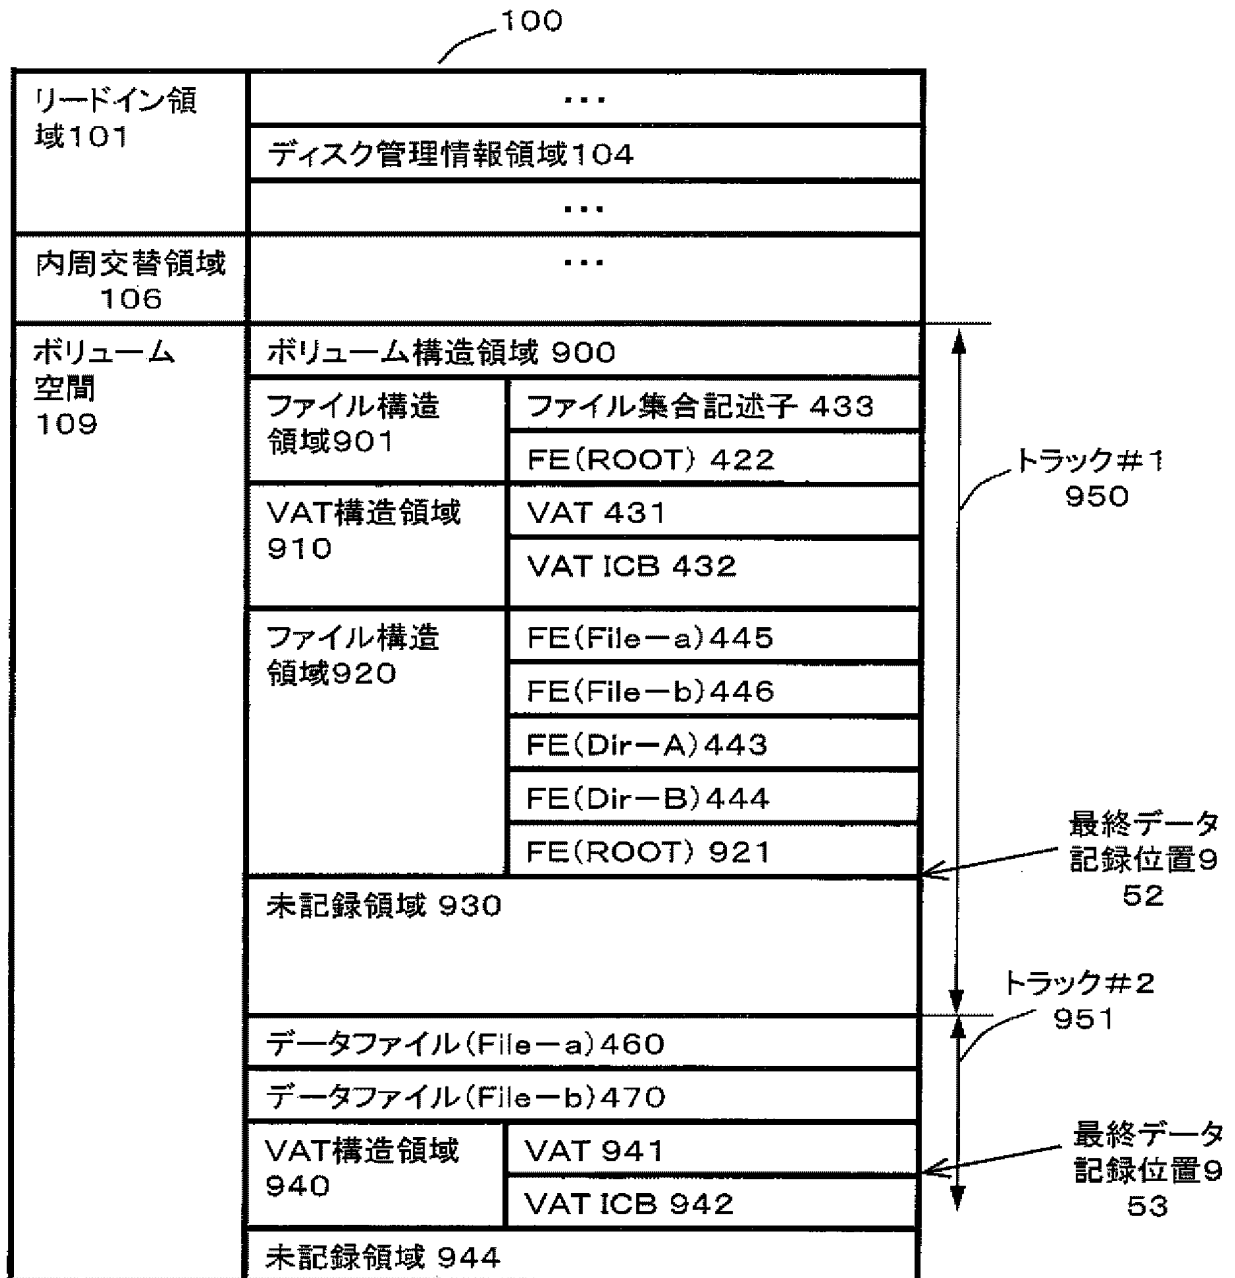 100
リードイン領
域101
・・・
ディスク管理情報領域104
・・・
内周交替領域
106
・・・
ボリューム
空間
109
ボリューム構造領域 900
ファイル構造
領域901
ファイル集合記述子 433
FE(ROOT) 422
VAT構造領域
910
VAT 431
VAT ICB 432
ファイル構造
領域920
FE(File－a)445
FE(File－b)446
FE(Dir－A)443
FE(Dir－B)444
FE(ROOT) 921
未記録領域 930
データファイル(File－a)460
データファイル(File－b)470
VAT構造領域
940
VAT 941
VAT ICB 942
未記録領域 944
トラック＃1
950
最終データ
記録位置9
52
トラック＃2
951
最終データ
記録位置9
53